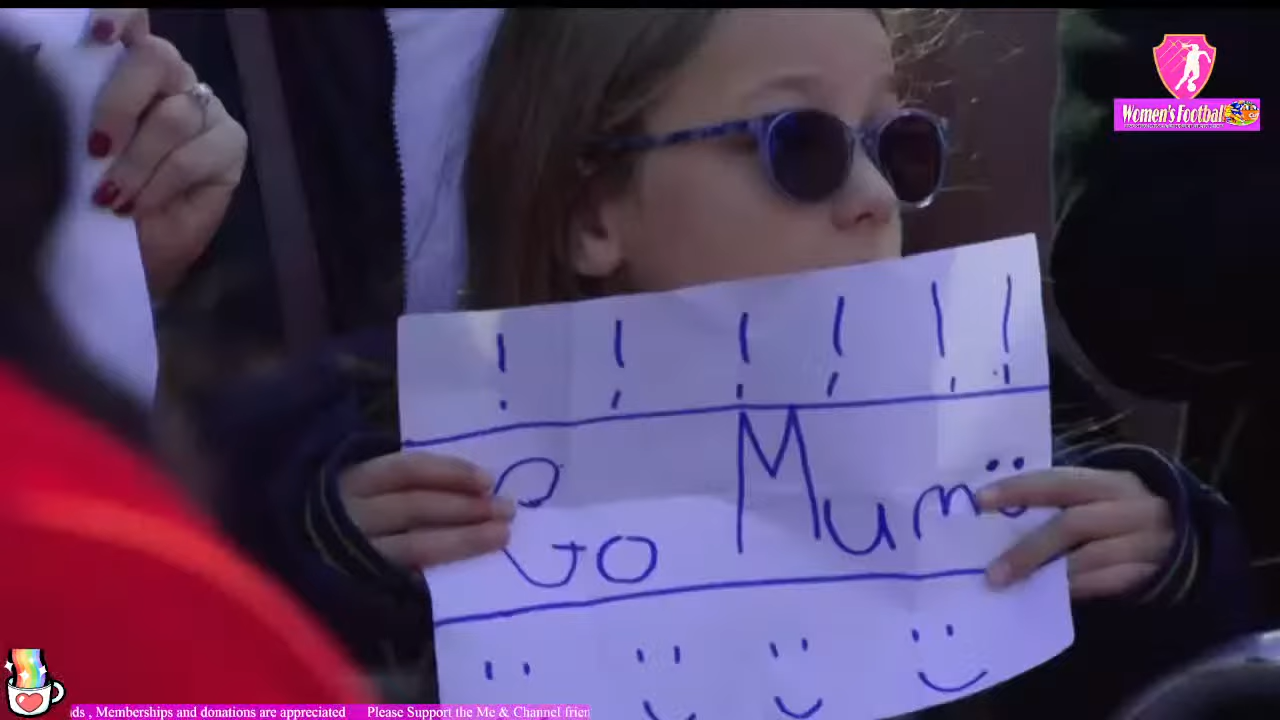 Women's Football
! ! ! ! ! !
Go Mum
ds , Memberships and donations are appreciated Please Support the Me & Channel frien